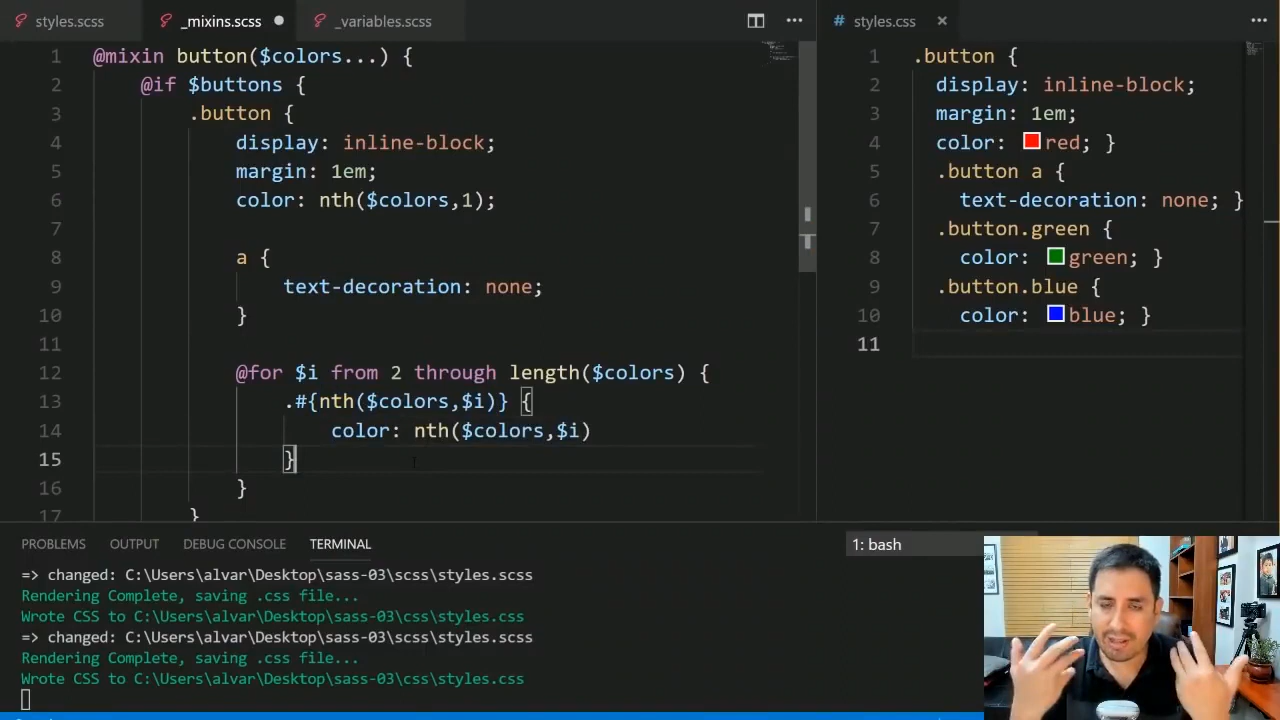 styles.scss
_mixins.scss
_variables.scss
1 @mixin button($colors...) {
2 @if $buttons {
3 .button {
4 display: inline-block;
5 margin: 1em;
6 color: nth($colors,1);
7
8 a {
9 text-decoration: none;
10 }
11
12 @for $i from 2 through length($colors) {
13 .#{nth($colors,$i)} {
14 color: nth($colors,$i)
15 }
16 }
17 }
styles.css
1 .button {
2 display: inline-block;
3 margin: 1em;
4 color: red; }
5 .button a {
6 text-decoration: none; }
7 .button.green {
8 color: green; }
9 .button.blue {
10 color: blue; }
11
PROBLEMS OUTPUT DEBUG CONSOLE TERMINAL
1: bash
=> changed: C:\Users\alvar\Desktop\sass-03\scss\styles.scss
Rendering Complete, saving .css file...
Wrote CSS to C:\Users\alvar\Desktop\sass-03\css\styles.css
=> changed: C:\Users\alvar\Desktop\sass-03\scss\styles.scss
Rendering Complete, saving .css file...
Wrote CSS to C:\Users\alvar\Desktop\sass-03\css\styles.css